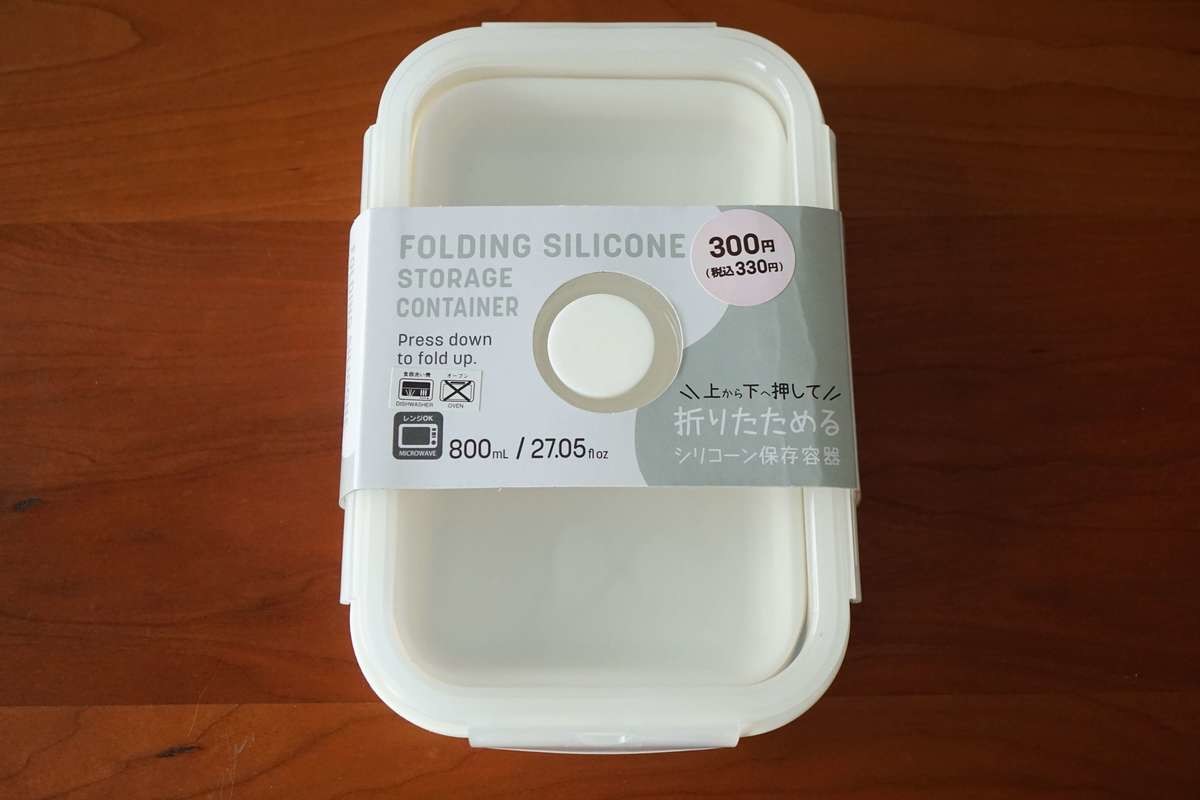 FOLDING SILICONE
STORAGE
CONTAINER
300円
(税込330円)
Press down
to fold up.
食器洗い機
オーブン
DISHWASHER
OVEN
レンジOK
MICROWAVE
800mL / 27.05fl oz
\\ 上から下へ押して //
折りたためる
シリコーン保存容器